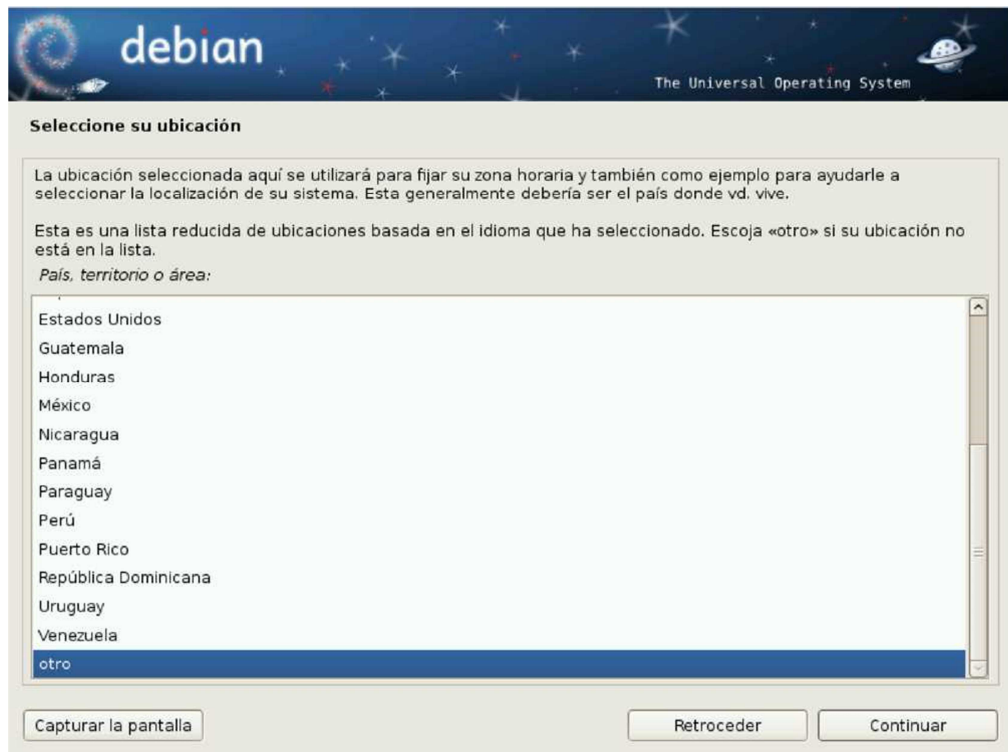 debian
The Universal Operating System
Seleccione su ubicación
La ubicación seleccionada aquí se utilizará para fijar su zona horaria y también como ejemplo para ayudarle a
seleccionar la localización de su sistema. Esta generalmente debería ser el país donde vd. vive.
Esta es una lista reducida de ubicaciones basada en el idioma que ha seleccionado. Escoja «otro» si su ubicación no
está en la lista.
País, territorio o área:
Estados Unidos
Guatemala
Honduras
México
Nicaragua
Panamá
Paraguay
Perú
Puerto Rico
República Dominicana
Uruguay
Venezuela
otro
Capturar la pantalla
Retroceder
Continuar